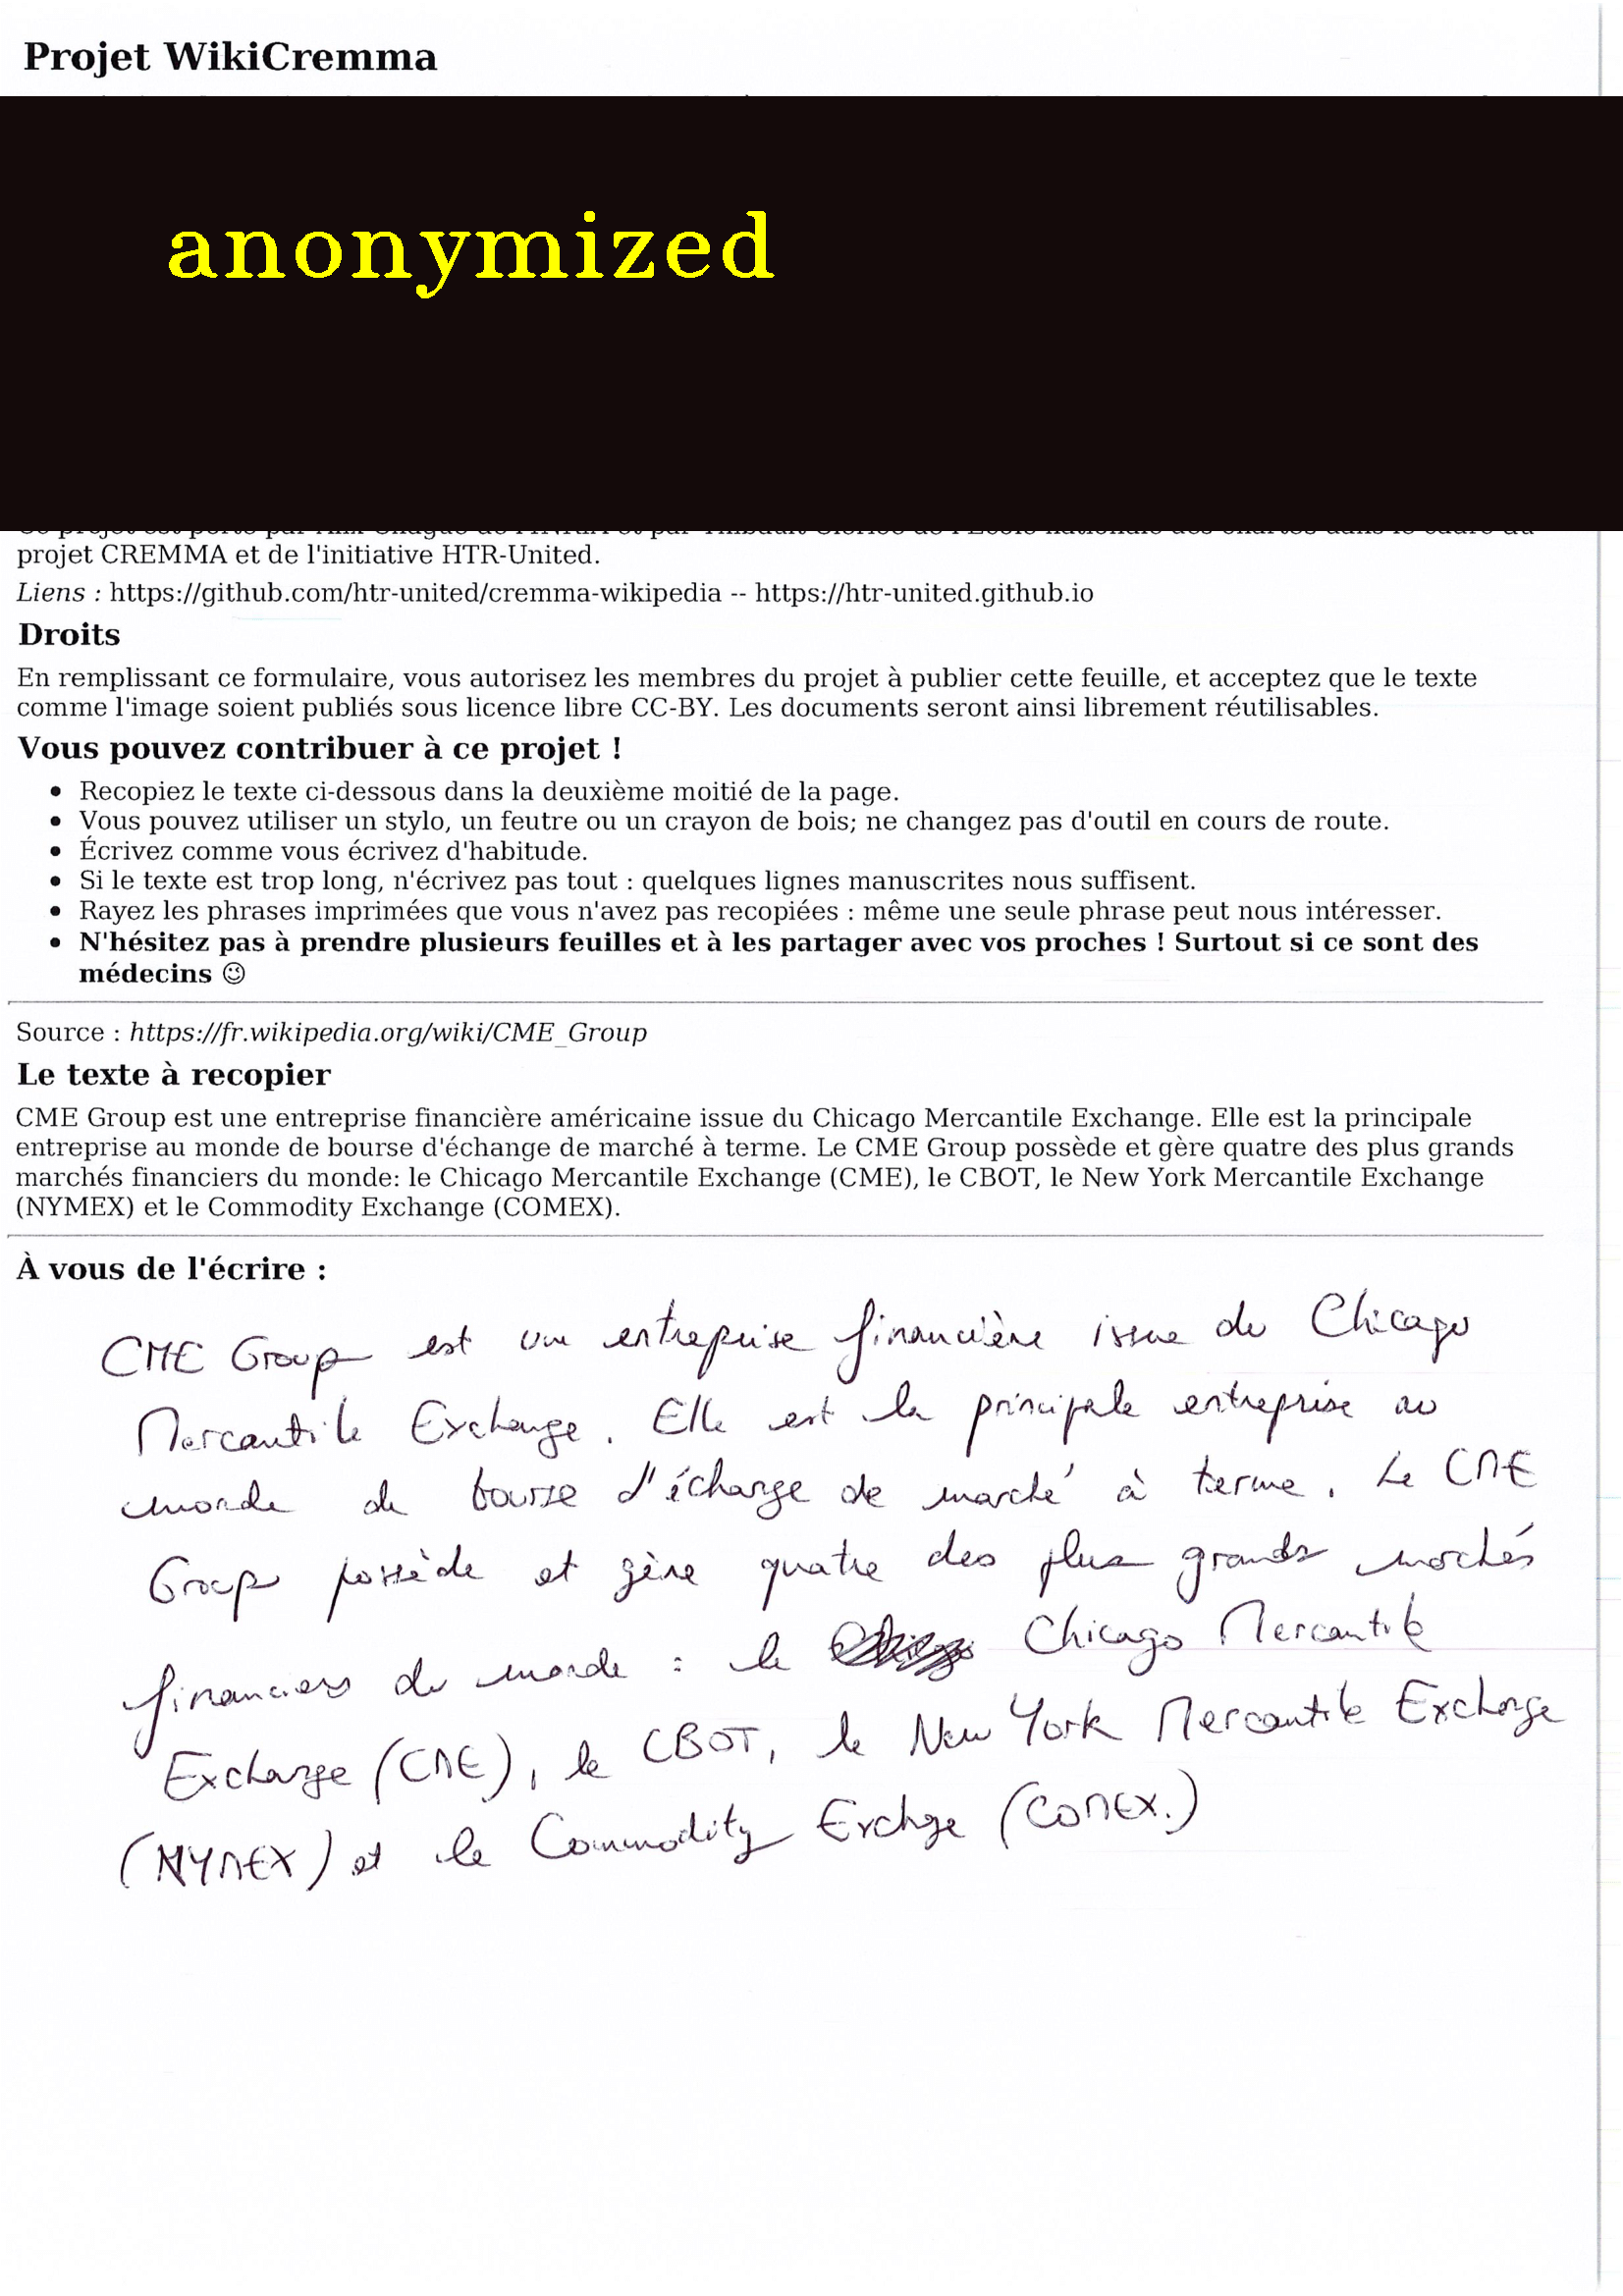 Projet WikiCremma
anonymized
projet CREMMA et de l'initiative HTR-United.
Liens : https://github.com/htr-united/cremma-wikipedia -- https://htr-united.github.io
Droits
En remplissant ce formulaire, vous autorisez les membres du projet à publier cette feuille, et acceptez que le texte
comme l'image soient publiés sous licence libre CC-BY. Les documents seront ainsi librement réutilisables.
Vous pouvez contribuer à ce projet !
• Recopiez le texte ci-dessous dans la deuxième moitié de la page.
• Vous pouvez utiliser un stylo, un feutre ou un crayon de bois; ne changez pas d'outil en cours de route.
• Écrivez comme vous écrivez d'habitude.
• Si le texte est trop long, n'écrivez pas tout : quelques lignes manuscrites nous suffisent.
• Rayez les phrases imprimées que vous n'avez pas recopiées : même une seule phrase peut nous intéresser.
• N'hésitez pas à prendre plusieurs feuilles et à les partager avec vos proches ! Surtout si ce sont des
médecins ☺
Source : https://fr.wikipedia.org/wiki/CME_Group
Le texte à recopier
CME Group est une entreprise financière américaine issue du Chicago Mercantile Exchange. Elle est la principale
entreprise au monde de bourse d'échange de marché à terme. Le CME Group possède et gère quatre des plus grands
marchés financiers du monde: le Chicago Mercantile Exchange (CME), le CBOT, le New York Mercantile Exchange
(NYMEX) et le Commodity Exchange (COMEX).
À vous de l'écrire :
CME Group est une entreprise financière issue du Chicago
Mercantile Exchange. Elle est la principale entreprise au
monde de bourse d'échange de marché à terme. Le CME
Group possède et gère quatre des plus grands marchés
financiers du monde : le Chicago Mercantile
Exchange (CME), le CBOT, le New York Mercantile Exchange
(NYMEX) et le Commodity Exchge (COMEX.)